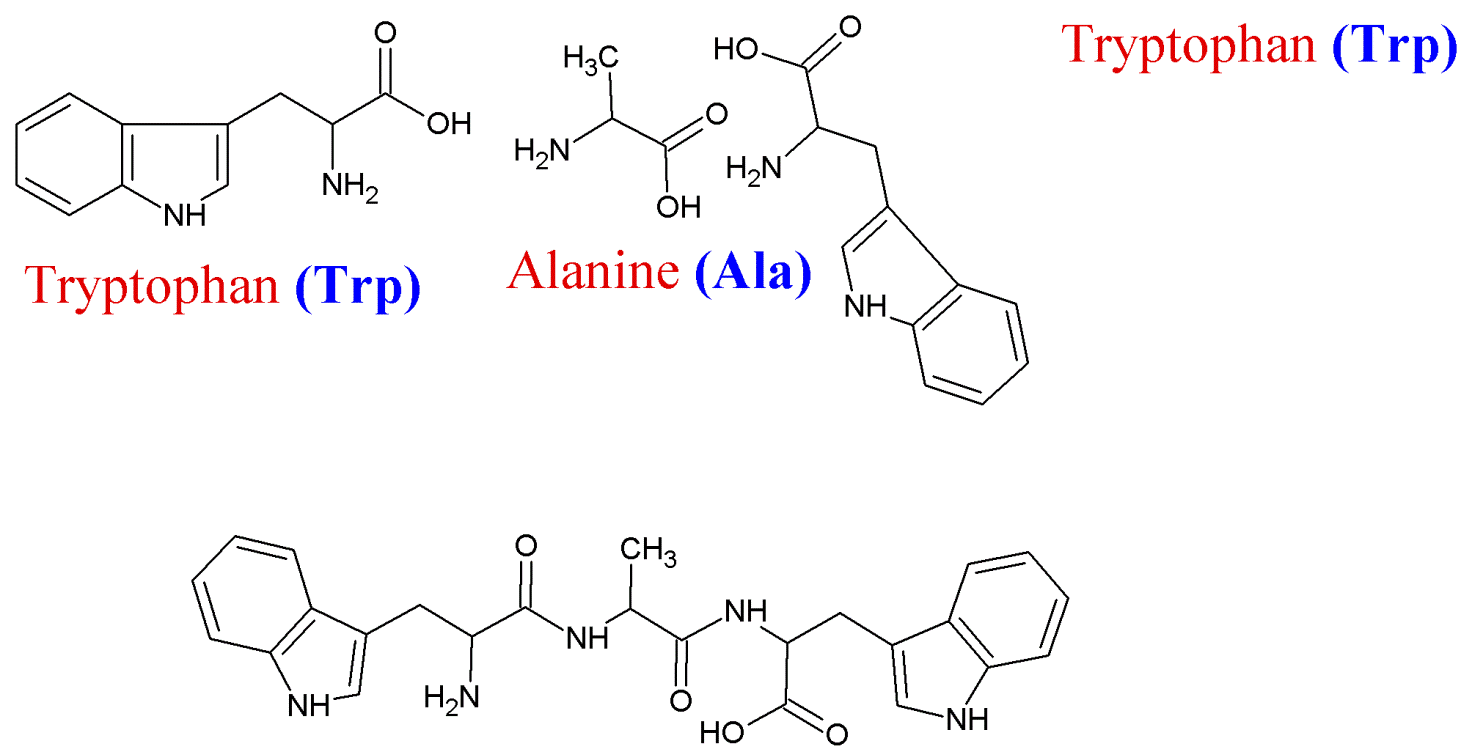 Tryptophan (Trp)
O
HO
O
H₃C
O
OH
H₂N
H₂N
NH₂
OH
NH
Tryptophan (Trp)
Alanine (Ala)
NH
O
CH₃
NH
NH
H₂N
O
NH
HO
O
NH